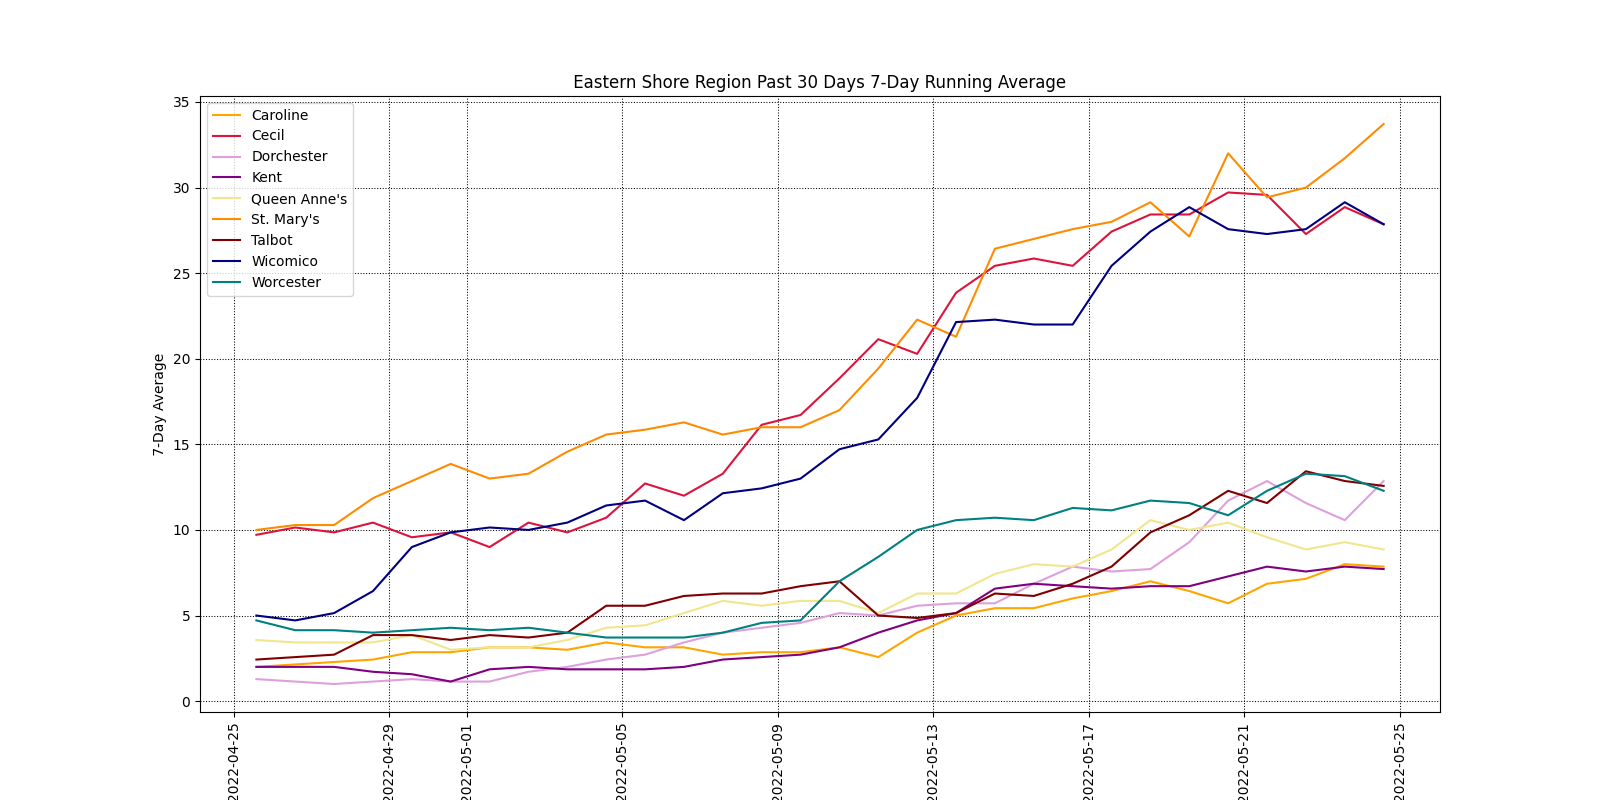 Eastern Shore Region Past 30 Days 7-Day Running Average
35
30
25
20
15
10
5
0
7-Day Average
Caroline
Cecil
Dorchester
Kent
Queen Anne's
St. Mary's
Talbot
Wicomico
Worcester
2022-04-25
2022-04-29
2022-05-01
2022-05-05
2022-05-09
2022-05-13
2022-05-17
2022-05-21
2022-05-25